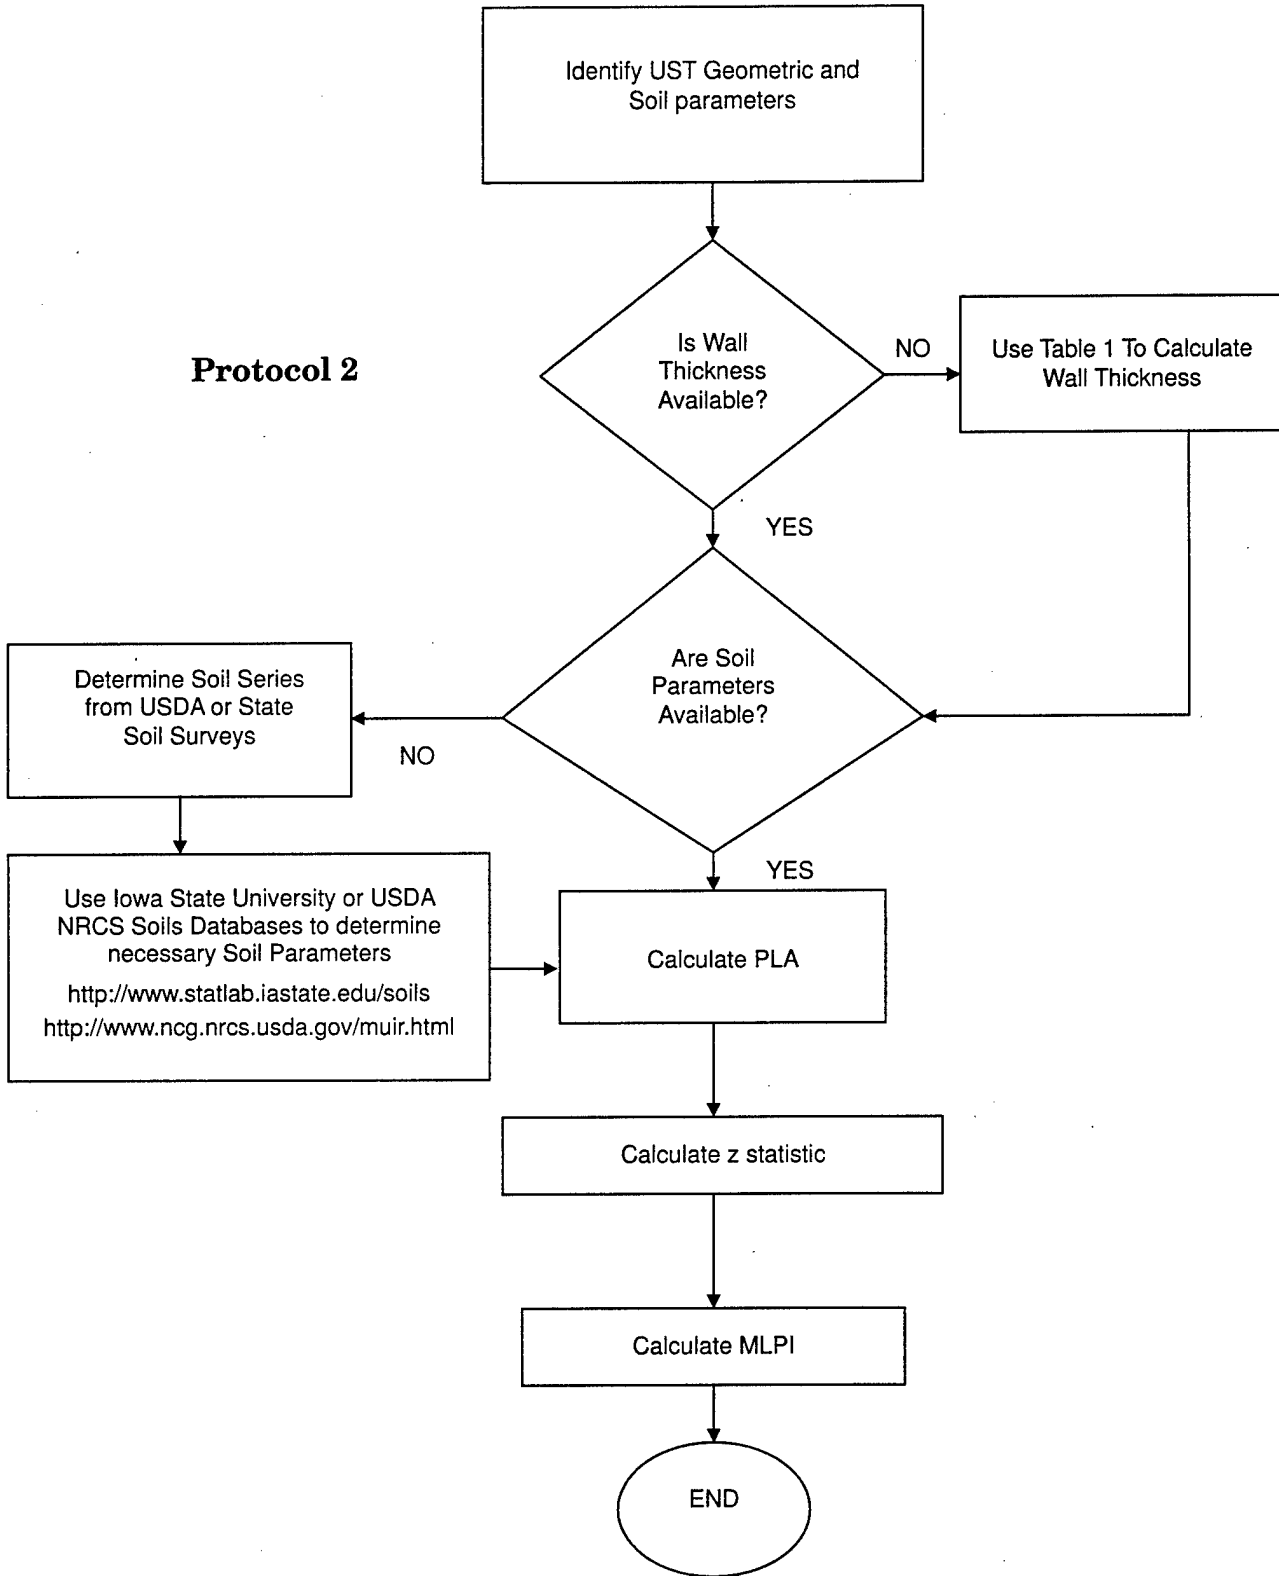 Identify UST Geometric and
Soil parameters
Protocol 2
Is Wall
Thickness
Available?
NO
Use Table 1 To Calculate
Wall Thickness
YES
Are Soil
Parameters
Available?
NO
Determine Soil Series
from USDA or State
Soil Surveys
Use Iowa State University or USDA
NRCS Soils Databases to determine
necessary Soil Parameters
http://www.statlab.iastate.edu/soils
http://www.ncg.nrcs.usda.gov/muir.html
YES
Calculate PLA
Calculate z statistic
Calculate MLPI
END